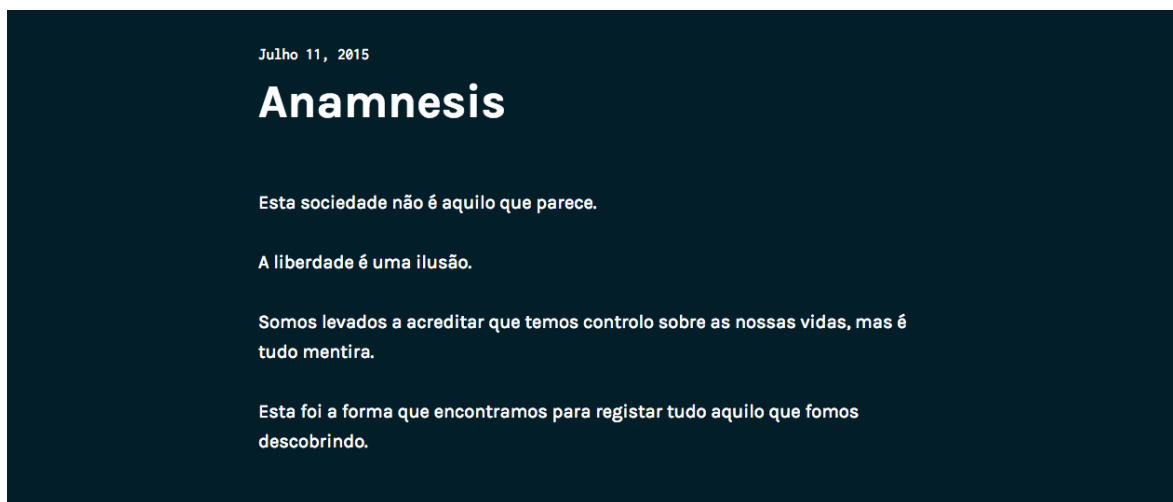 Julho 11, 2015
Anamnesis
Esta sociedade não é aquilo que parece.
A liberdade é uma ilusão.
Somos levados a acreditar que temos controlo sobre as nossas vidas, mas é
tudo mentira.
Esta foi a forma que encontramos para registar tudo aquilo que fomos
descobrindo.